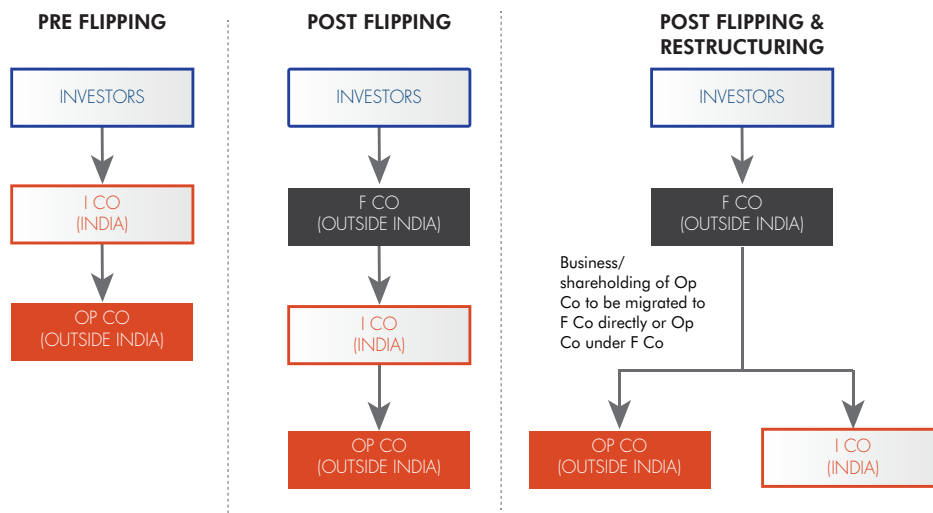 PRE FLIPPING
INVESTORS
I CO
(INDIA)
OP CO
(OUTSIDE INDIA)
POST FLIPPING
INVESTORS
F CO
(OUTSIDE INDIA)
I CO
(INDIA)
OP CO
(OUTSIDE INDIA)
POST FLIPPING &
RESTRUCTURING
INVESTORS
F CO
(OUTSIDE INDIA)
Business/
shareholding of Op
Co to be migrated to
F Co directly or Op
Co under F Co
OP CO
(OUTSIDE INDIA)
I CO
(INDIA)